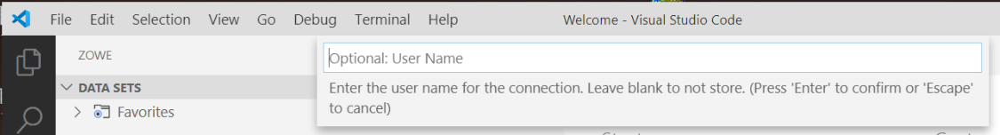 File Edit Selection View Go Debug Terminal Help Welcome - Visual Studio Code
ZOWE
Optional: User Name
DATA SETS
Enter the user name for the connection. Leave blank to not store. (Press 'Enter' to confirm or 'Escape'
to cancel)
Favorites